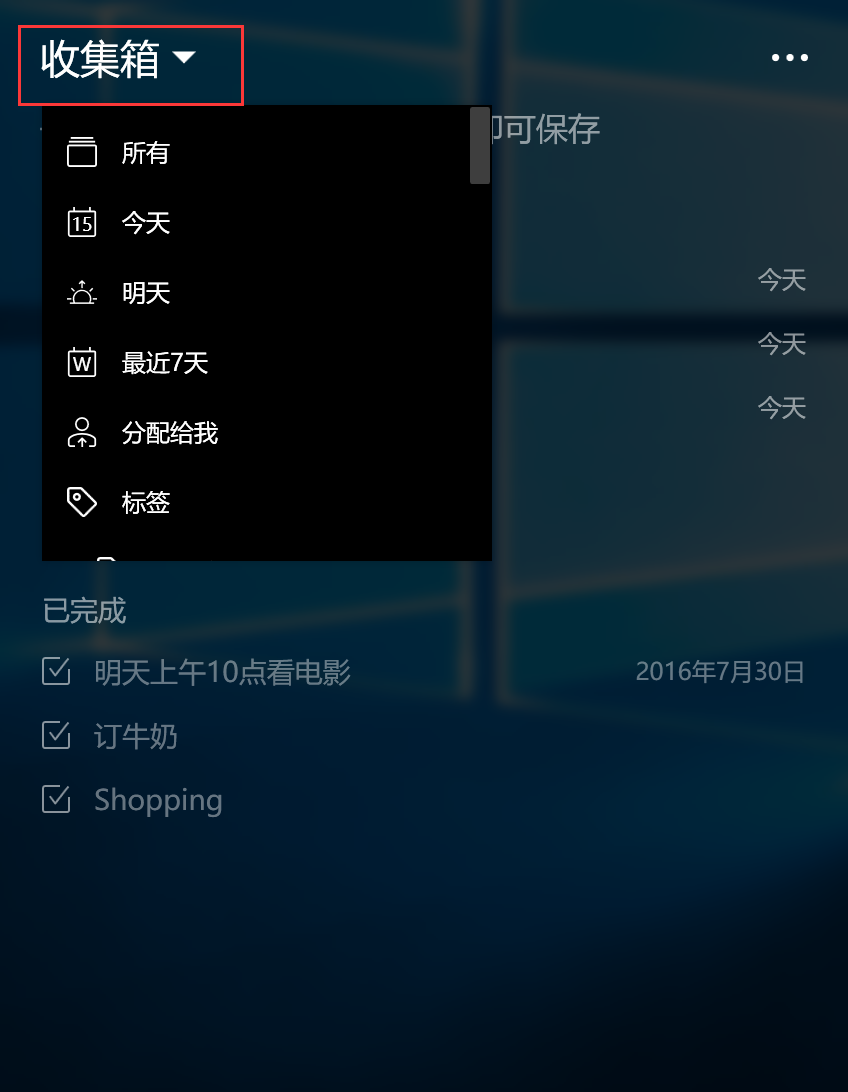 收集箱
可保存
所有
15 今天
明天
今天
W 最近7天
今天
分配给我
今天
标签
已完成
明天上午10点看电影 2016年7月30日
订牛奶
Shopping